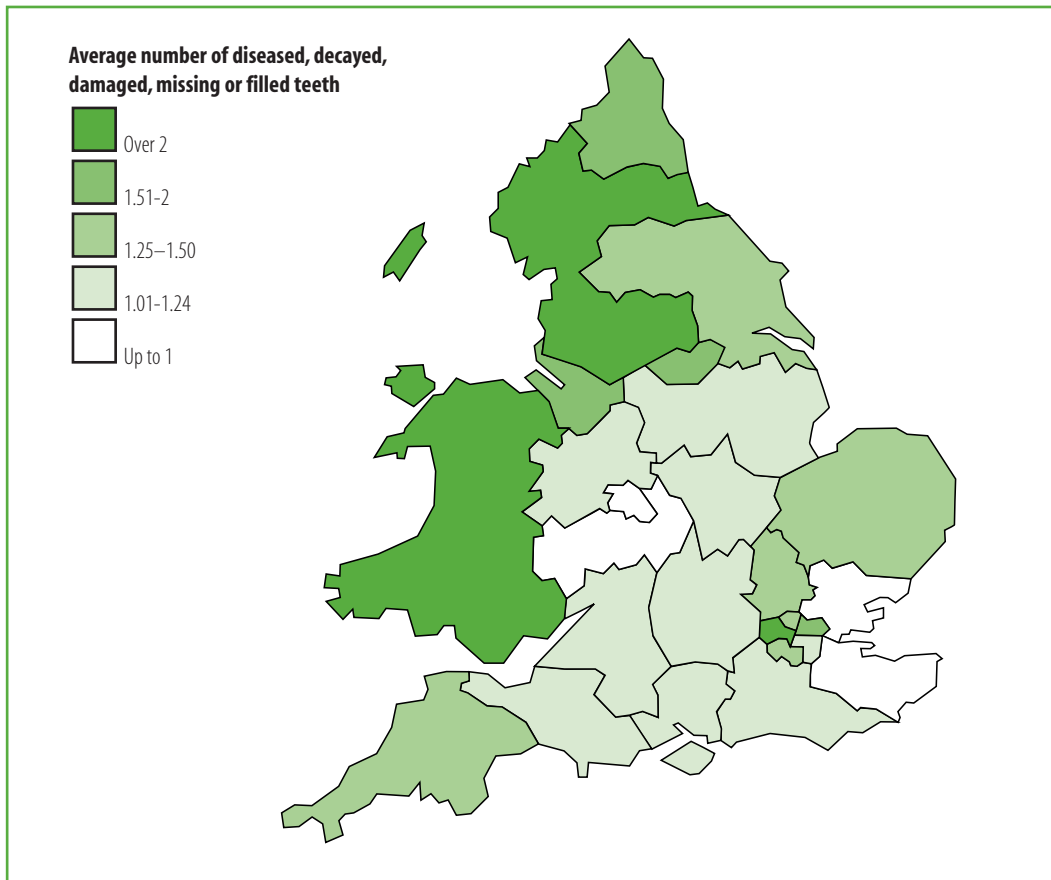 Average number of diseased, decayed,
damaged, missing or filled teeth
Over 2
1.51-2
1.25–1.50
1.01-1.24
Up to 1